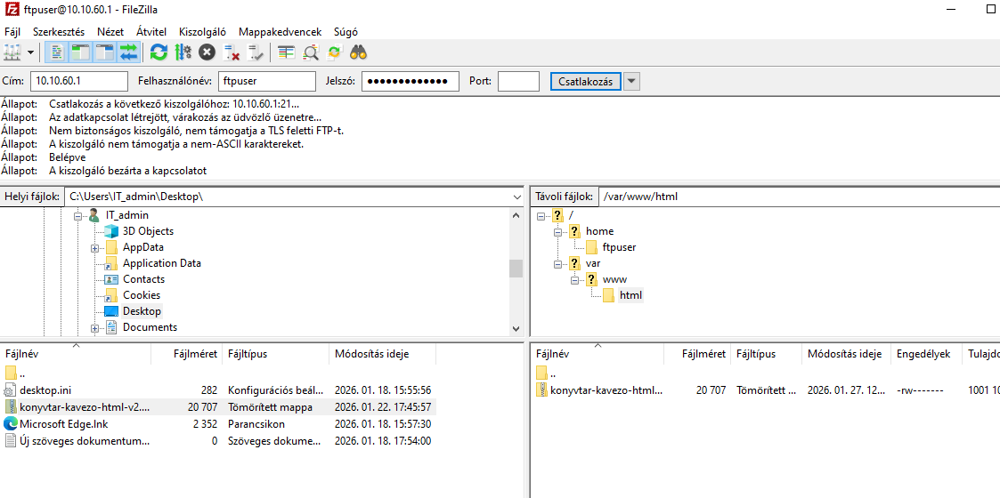 ftpuser@10.10.60.1 - FileZilla
Fájl Szerkesztés Nézet Átvitel Kiszolgáló Mappakedvencek Súgó
Cím: 10.10.60.1 Felhasználónév: ftpuser Jelszó: ●●●●●●●●●●●●● Port: Csatlakozás
Állapot: Csatlakozás a következő kiszolgálóhoz: 10.10.60.1:21...
Állapot: Az adatkapcsolat létrejött, várakozás az üdvözlő üzenetre...
Állapot: Nem biztonságos kiszolgáló, nem támogatja a TLS feletti FTP-t.
Állapot: A kiszolgáló nem támogatja a nem-ASCII karaktereket.
Állapot: Belépve
Állapot: A kiszolgáló bezárta a kapcsolatot
Helyi fájlok: C:\Users\IT_admin\Desktop\
IT_admin
3D Objects
AppData
Application Data
Contacts
Cookies
Desktop
Documents
Távoli fájlok: /var/www/html
/
home
ftpuser
var
www
html
Fájlnév Fájlméret Fájltípus Módosítás ideje
..
desktop.ini 282 Konfigurációs beál... 2026. 01. 18. 15:55:56
konyvtar-kavezo-html-v2.... 20 707 Tömörített mappa 2026. 01. 22. 17:45:57
Microsoft Edge.lnk 2 352 Parancsikon 2026. 01. 18. 15:57:30
Új szöveges dokumentum... 0 Szöveges dokume... 2026. 01. 18. 17:54:00
Fájlnév Fájlméret Fájltípus Módosítás ideje Engedélyek Tulajdo
..
konyvtar-kavezo-html... 20 707 Tömörített ... 2026. 01. 27. 12... -rw------- 1001 10